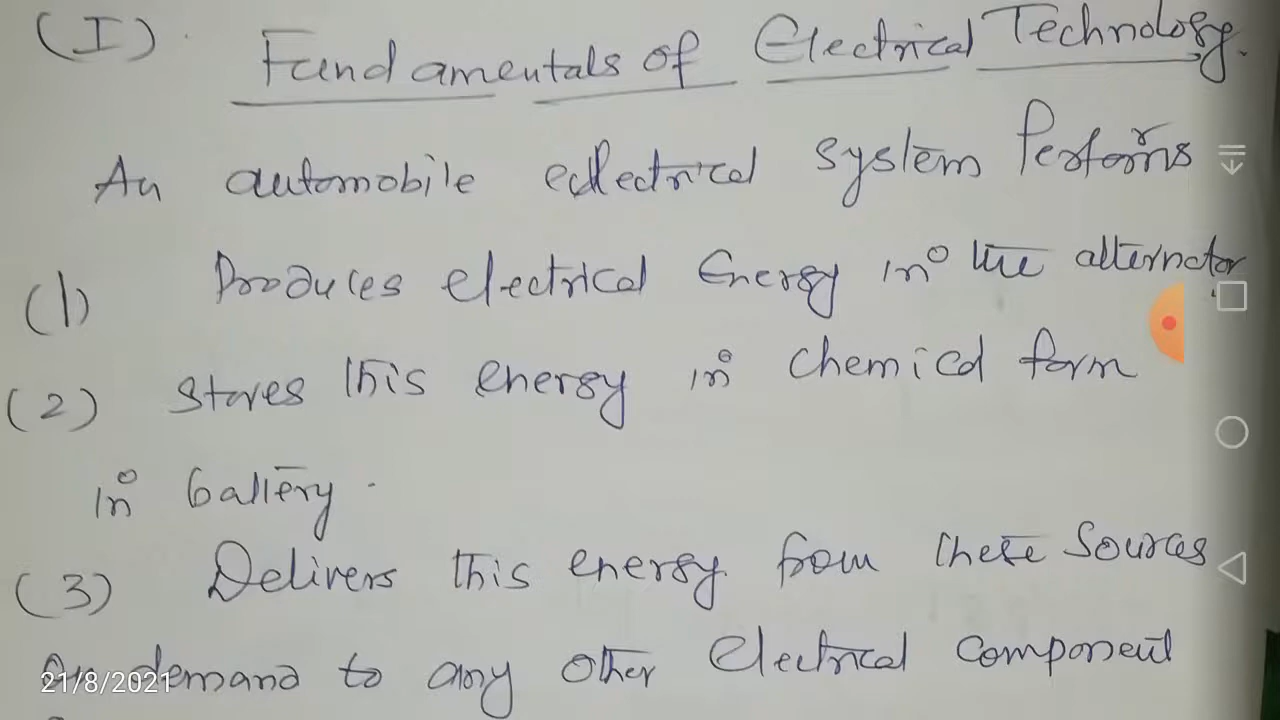 (I). Fundamentals of Electrical Technology.
An automobile electrical system Performs
(1) Produces electrical Energy in the alternator
(2) Stores this energy in chemical form
in battery.
(3) Delivers this energy from these Sources
demand to any other electrical component
21/8/2021